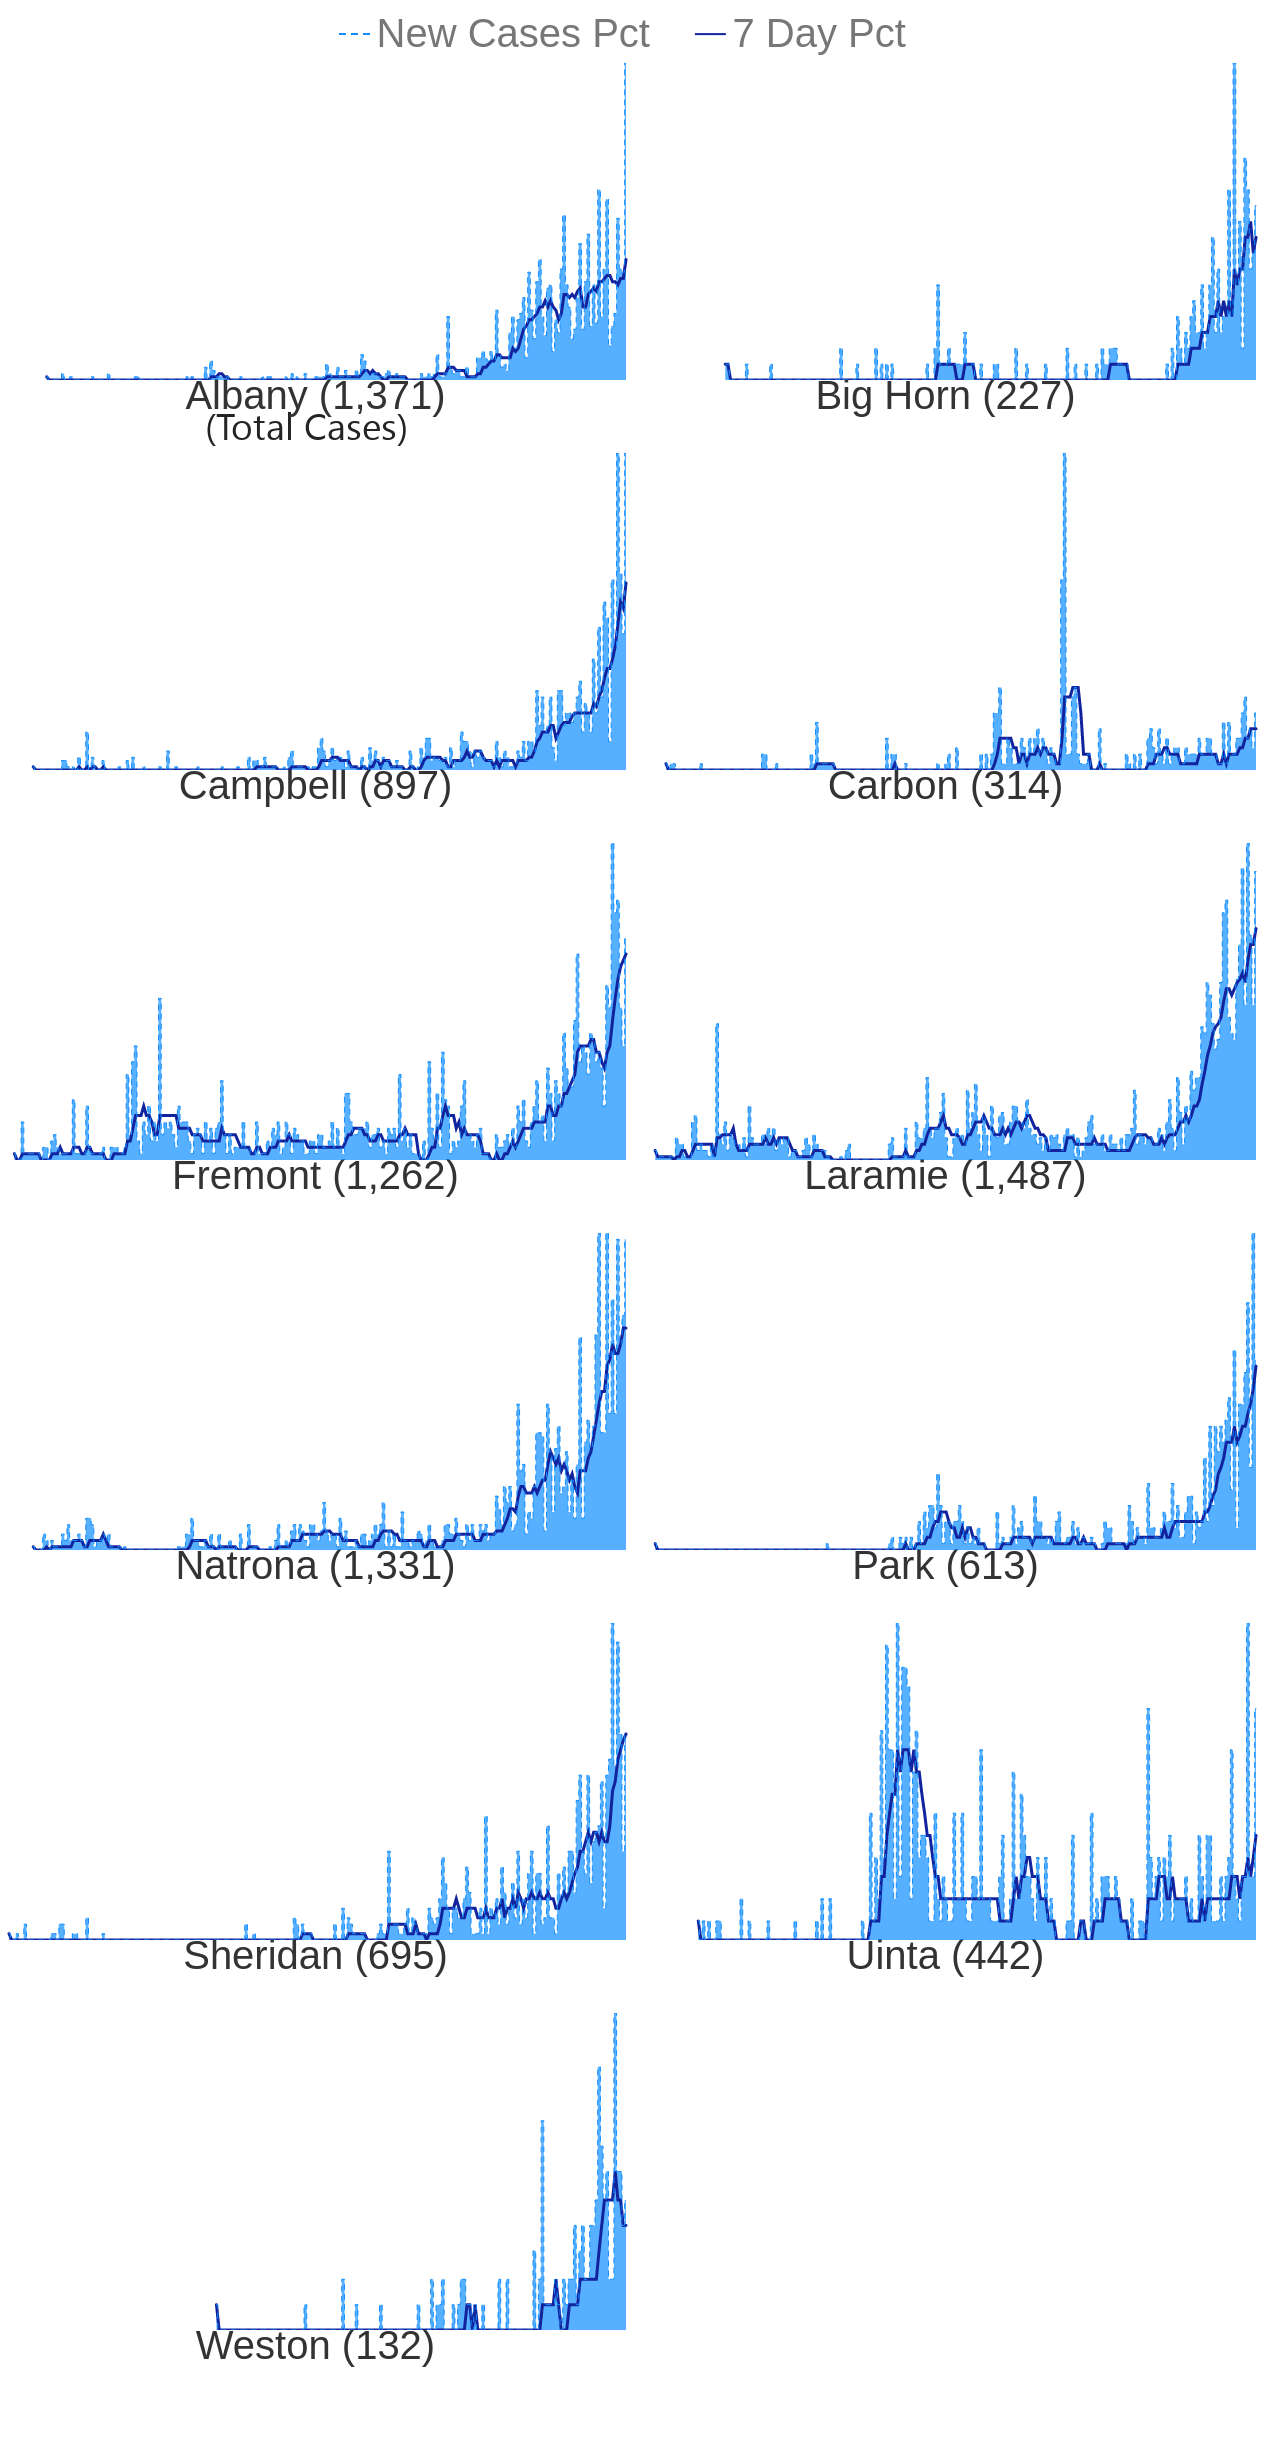 New Cases Pct 7 Day Pct
Albany (1,371) Big Horn (227)
(Total Cases)
Campbell (897) Carbon (314)
Fremont (1,262) Laramie (1,487)
Natrona (1,331) Park (613)
Sheridan (695) Uinta (442)
Weston (132)